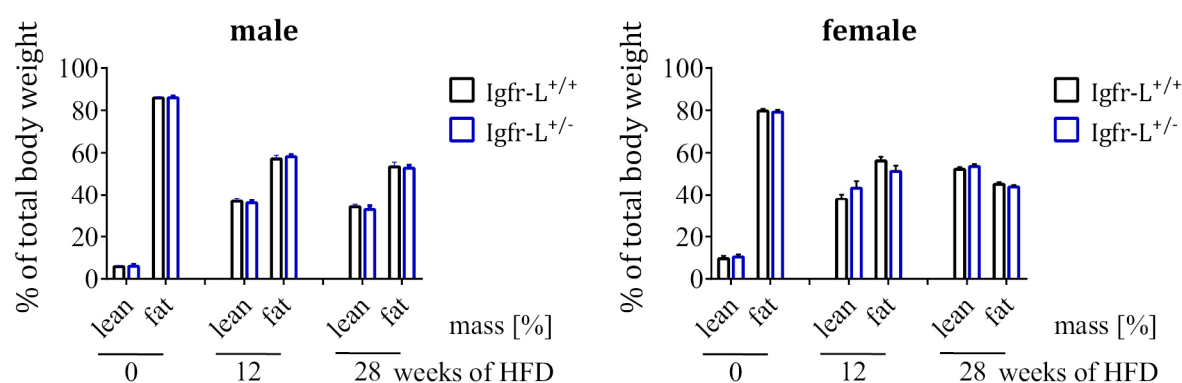 male
% of total body weight
100
80
60
40
20
0
lean
fat
lean
fat
lean
fat
mass [%]
0
12
28 weeks of HFD
Igfr-L+/+
Igfr-L+/-
female
% of total body weight
100
80
60
40
20
0
lean
fat
lean
fat
lean
fat
mass [%]
0
12
28 weeks of HFD
Igfr-L+/+
Igfr-L+/-